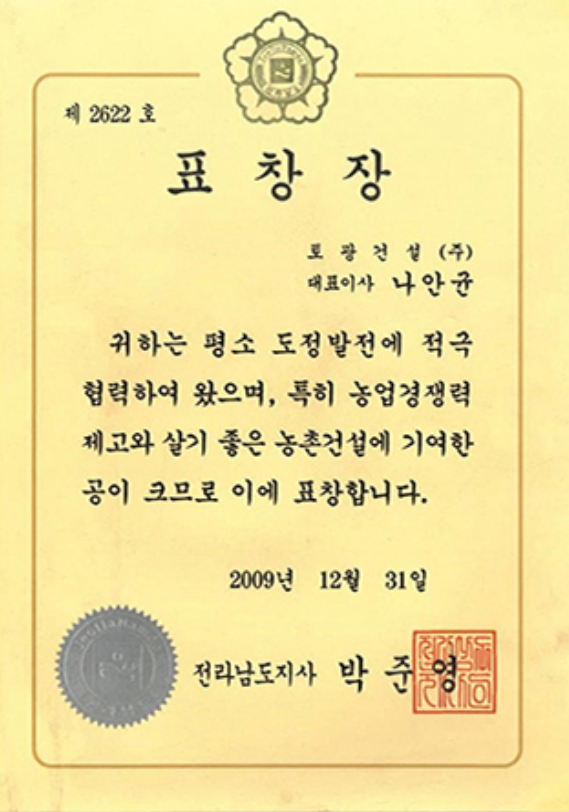 제 2622 호
표 창 장
토 광 건 설 (주)
대표이사 나 안 균
귀하는 평소 도정발전에 적극
협력하여 왔으며, 특히 농업경쟁력
제고와 살기 좋은 농촌건설에 기여한
공이 크므로 이에 표창합니다.
2009년 12월 31일
전라남도지사 박 준 영